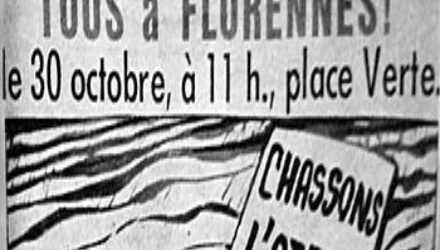 TOUS à FLORENNES!
le 30 octobre, à 11 h., place Verte.
CHASSONS